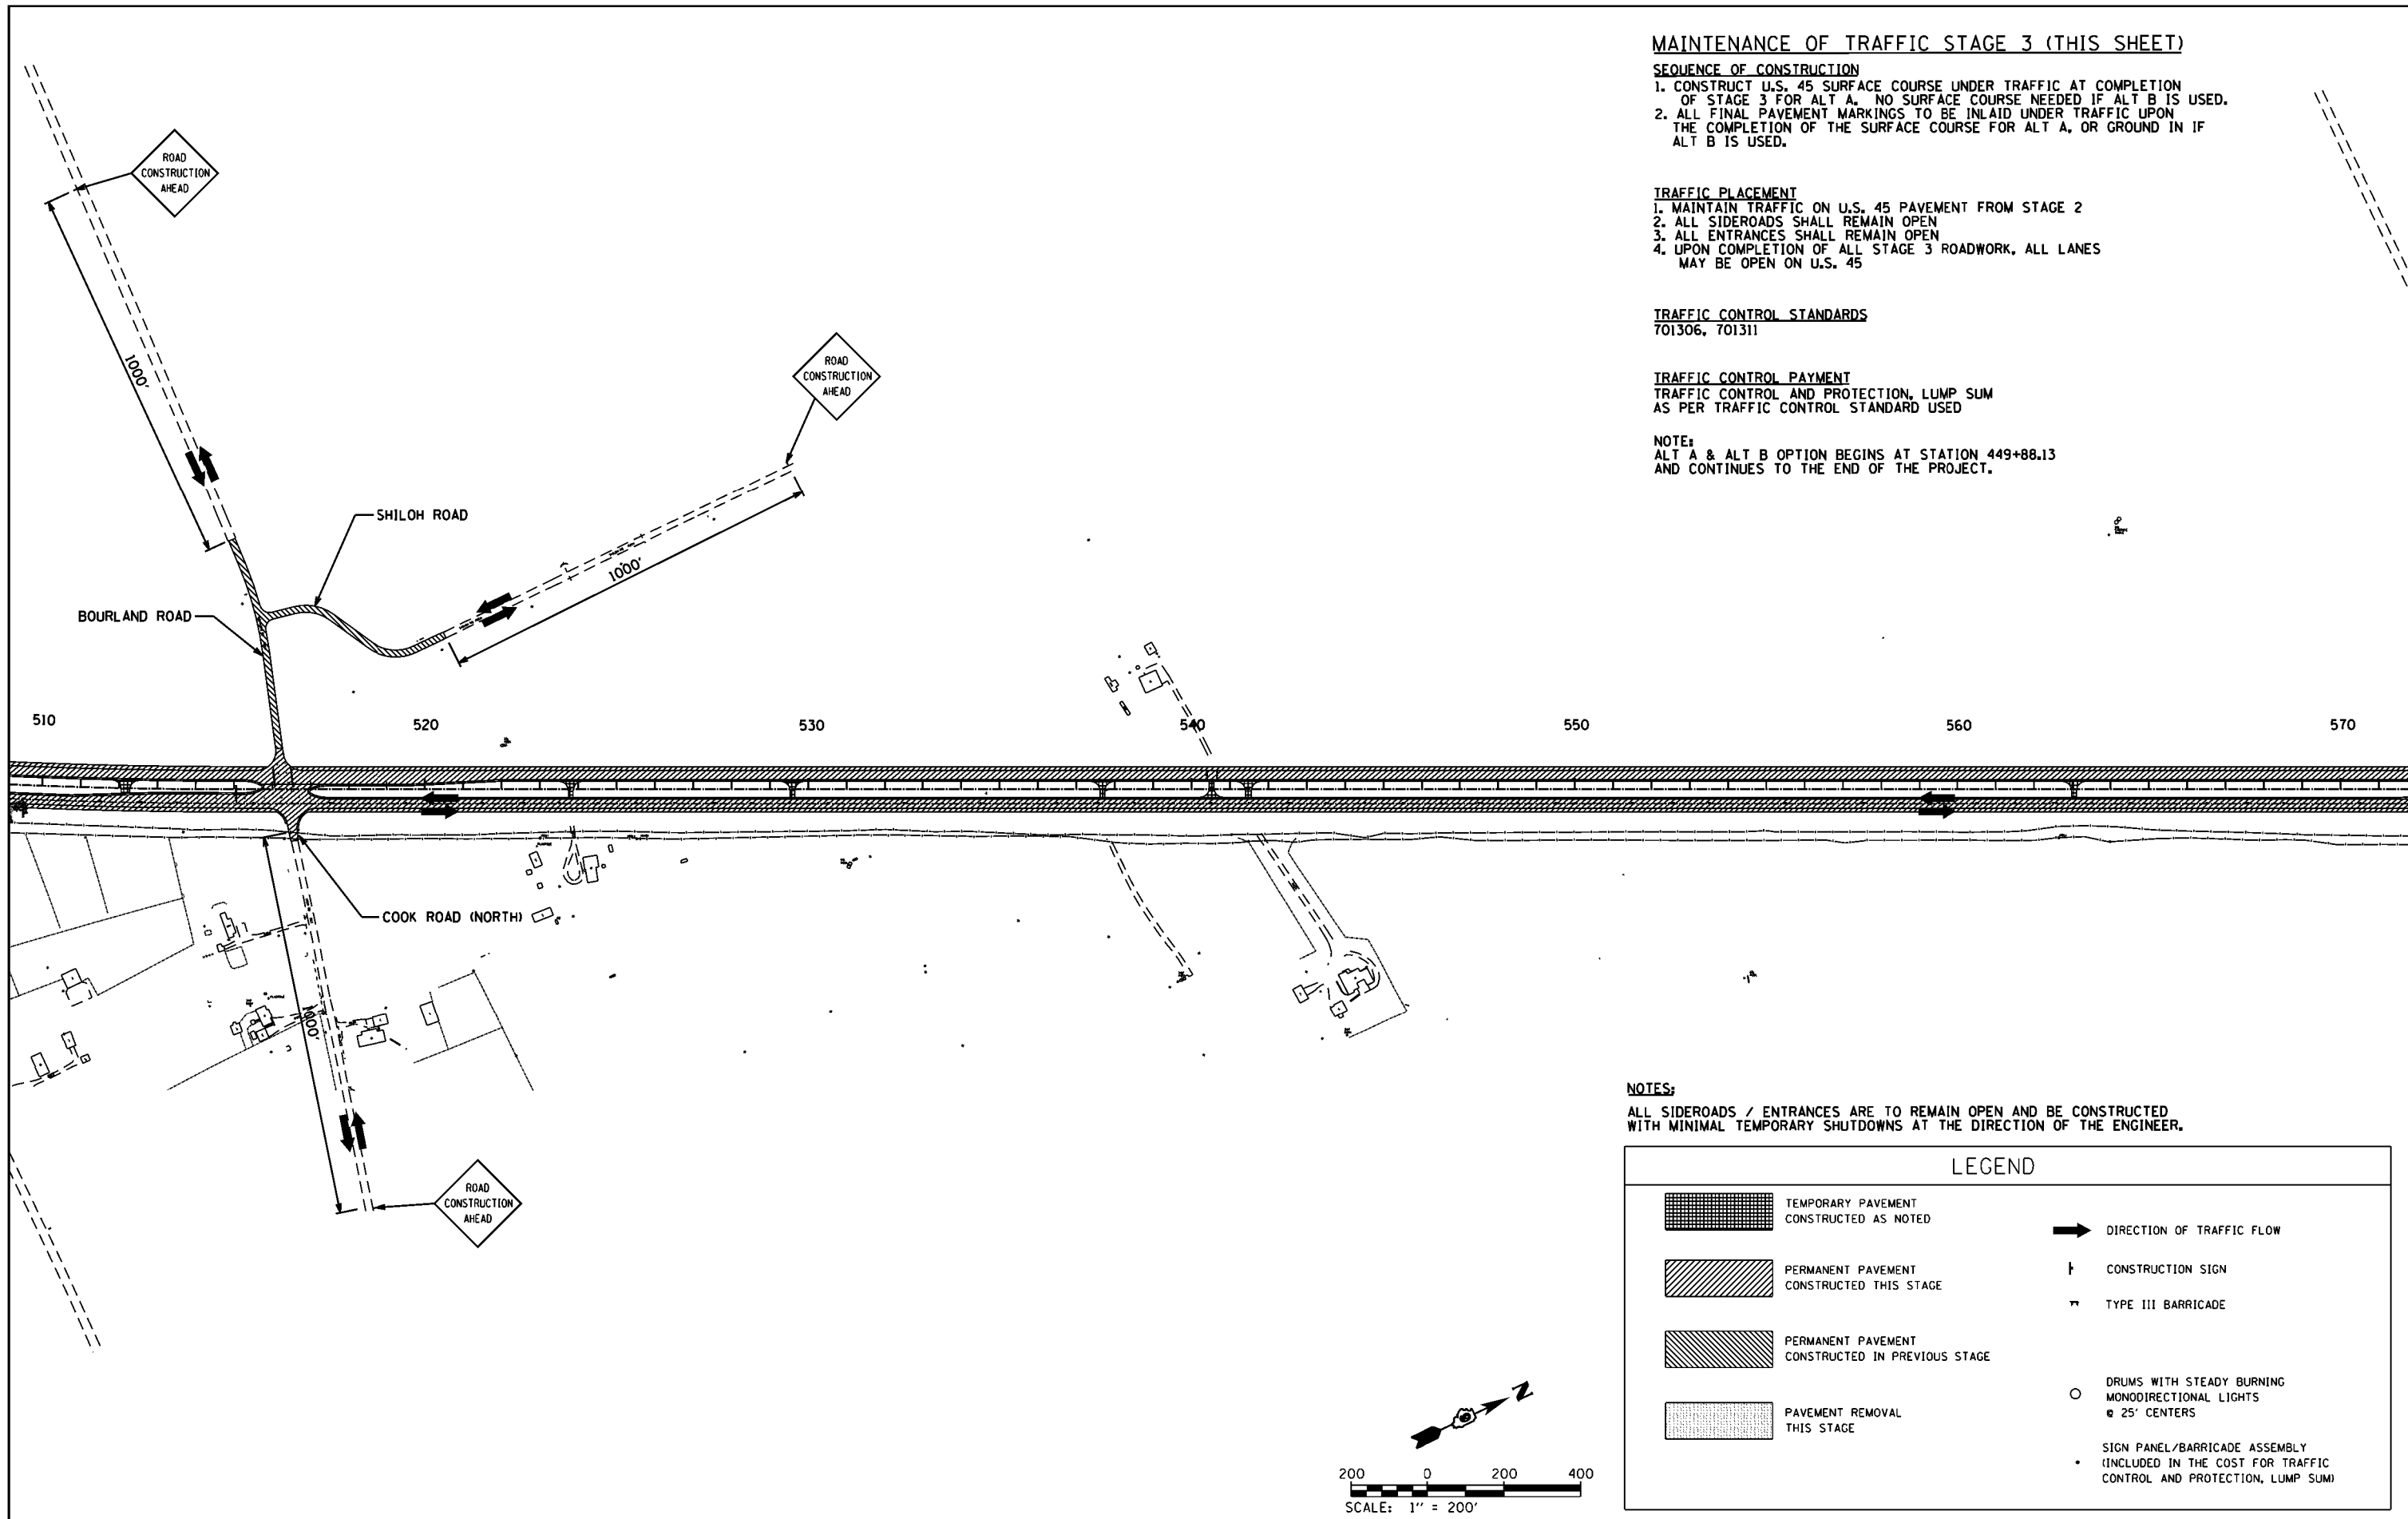 MAINTENANCE OF TRAFFIC STAGE 3 (THIS SHEET)
SEQUENCE OF CONSTRUCTION
1. CONSTRUCT U.S. 45 SURFACE COURSE UNDER TRAFFIC AT COMPLETION
OF STAGE 3 FOR ALT A. NO SURFACE COURSE NEEDED IF ALT B IS USED.
2. ALL FINAL PAVEMENT MARKINGS TO BE INLAID UNDER TRAFFIC UPON
THE COMPLETION OF THE SURFACE COURSE FOR ALT A, OR GROUND IN IF
ALT B IS USED.
TRAFFIC PLACEMENT
1. MAINTAIN TRAFFIC ON U.S. 45 PAVEMENT FROM STAGE 2
2. ALL SIDEROADS SHALL REMAIN OPEN
3. ALL ENTRANCES SHALL REMAIN OPEN
4. UPON COMPLETION OF ALL STAGE 3 ROADWORK, ALL LANES
MAY BE OPEN ON U.S. 45
TRAFFIC CONTROL STANDARDS
701306, 701311
TRAFFIC CONTROL PAYMENT
TRAFFIC CONTROL AND PROTECTION, LUMP SUM
AS PER TRAFFIC CONTROL STANDARD USED
NOTE:
ALT A & ALT B OPTION BEGINS AT STATION 449+88.13
AND CONTINUES TO THE END OF THE PROJECT.
ROAD
CONSTRUCTION
AHEAD
1000'
ROAD
CONSTRUCTION
AHEAD
SHILOH ROAD
1000'
BOURLAND ROAD
510
520
530
540
550
560
570
COOK ROAD (NORTH)
1000'
ROAD
CONSTRUCTION
AHEAD
NOTES:
ALL SIDEROADS / ENTRANCES ARE TO REMAIN OPEN AND BE CONSTRUCTED
WITH MINIMAL TEMPORARY SHUTDOWNS AT THE DIRECTION OF THE ENGINEER.
LEGEND
TEMPORARY PAVEMENT
CONSTRUCTED AS NOTED
PERMANENT PAVEMENT
CONSTRUCTED THIS STAGE
PERMANENT PAVEMENT
CONSTRUCTED IN PREVIOUS STAGE
PAVEMENT REMOVAL
THIS STAGE
DIRECTION OF TRAFFIC FLOW
CONSTRUCTION SIGN
TYPE III BARRICADE
DRUMS WITH STEADY BURNING
MONODIRECTIONAL LIGHTS
@ 25' CENTERS
SIGN PANEL/BARRICADE ASSEMBLY
(INCLUDED IN THE COST FOR TRAFFIC
CONTROL AND PROTECTION, LUMP SUM)
N
200 0 200 400
SCALE: 1" = 200'